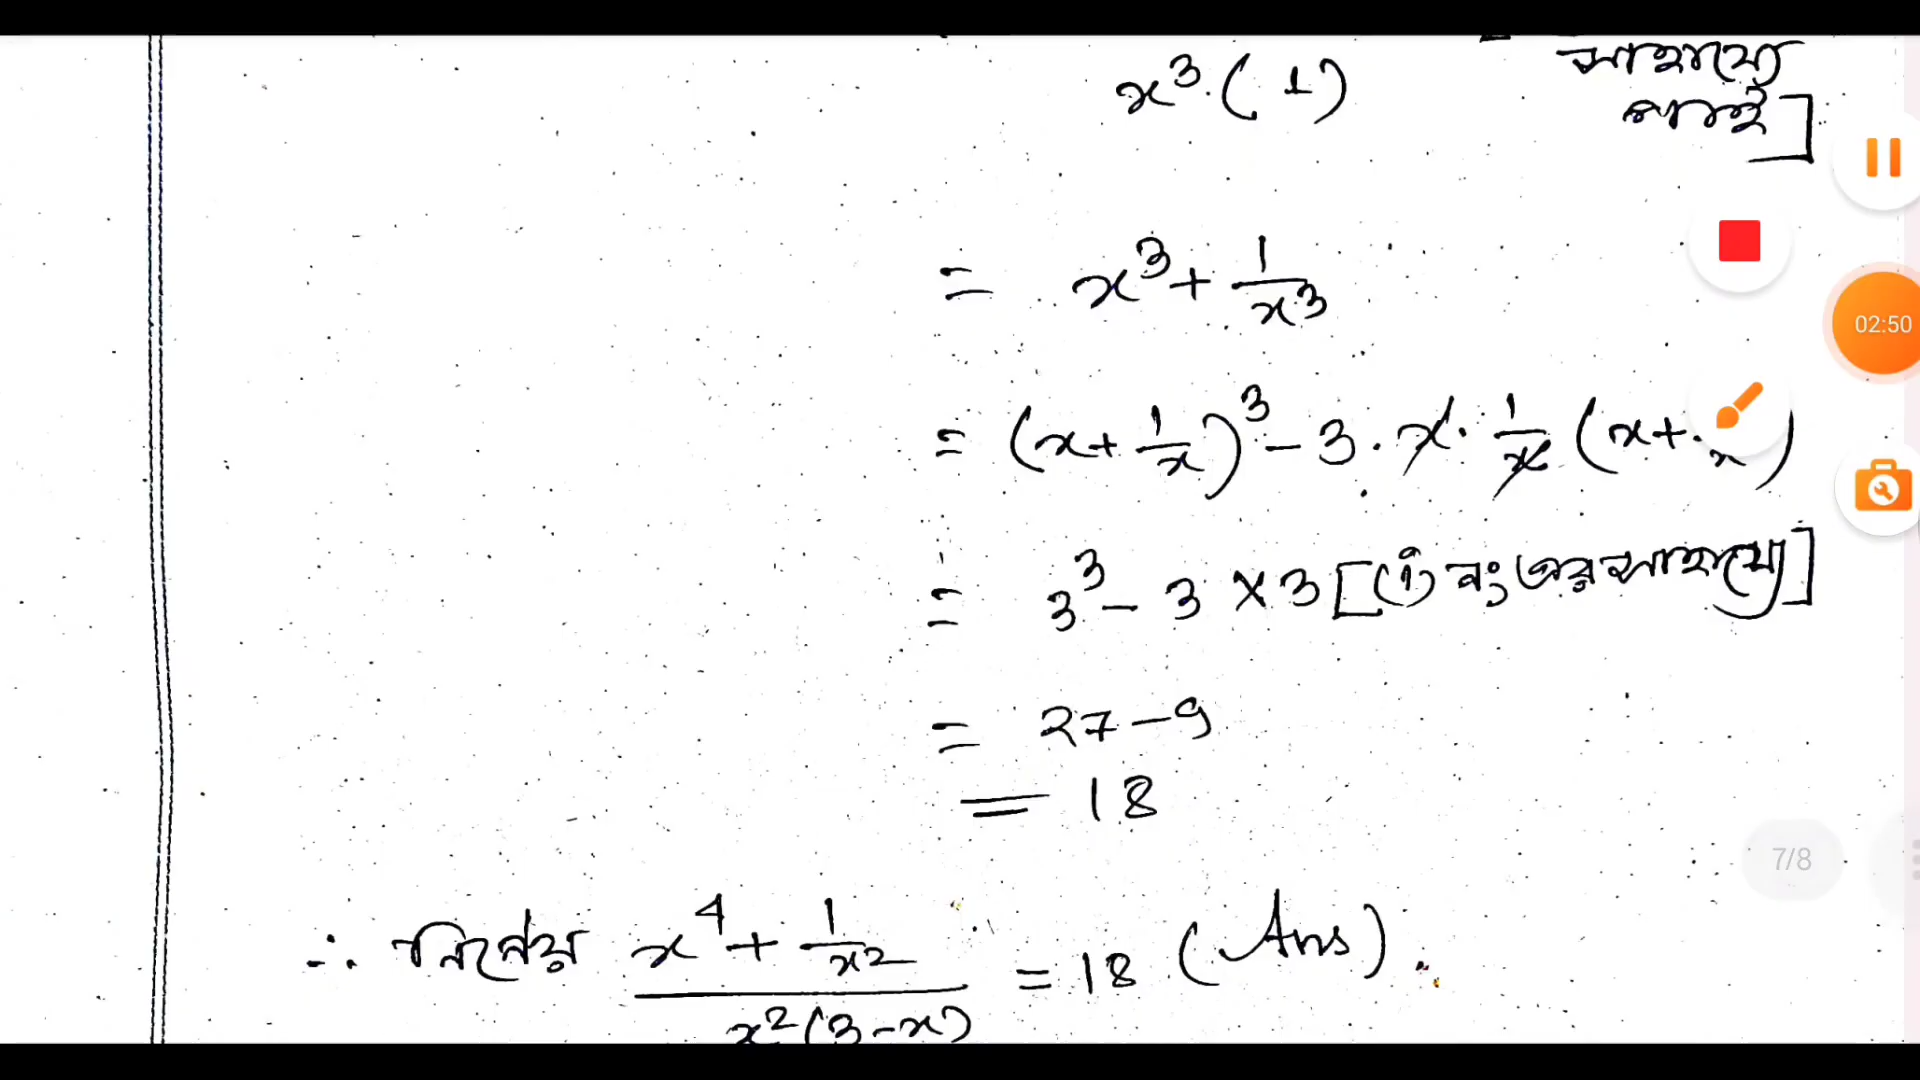 সাহায্যে
x³·(1)
পাই]
= x³ + 1/x³
= (x + 1/x)³ - 3 · x · 1/x (x + 1/x)
02:50
= 3³ - 3 × 3 [(i) নং এর সাহায্যে]
= 27 - 9
= 18
7/8
∴ নির্ণেয় (x⁴ + 1/x²) / (x²(3-x)) = 18 (Ans).